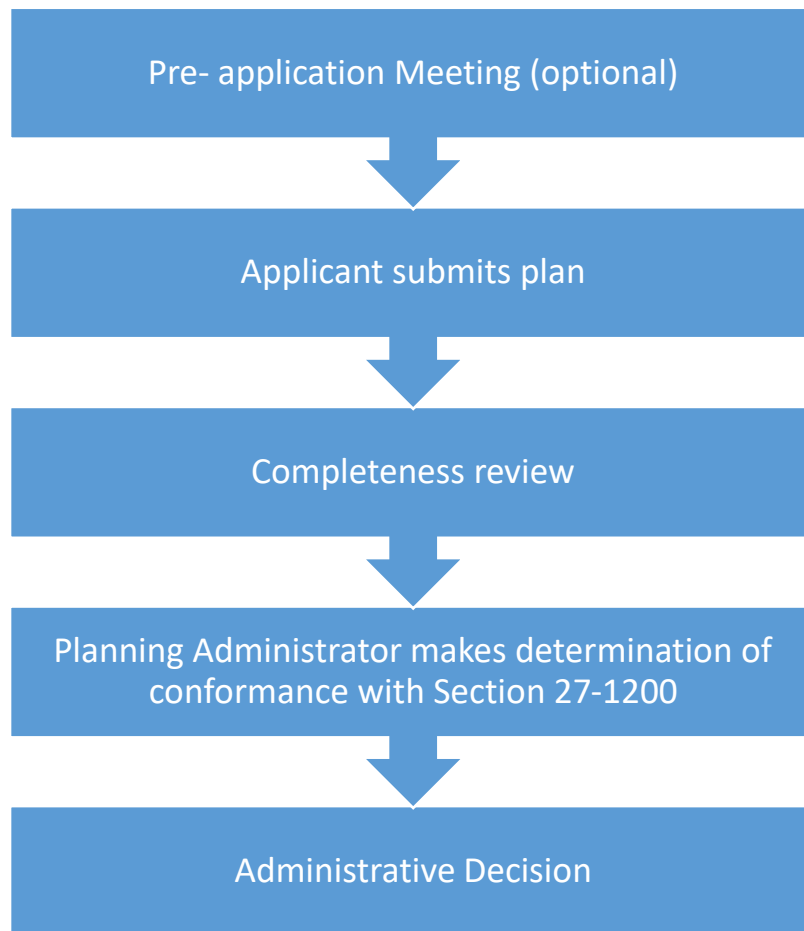 Pre- application Meeting (optional)
Applicant submits plan
Completeness review
Planning Administrator makes determination of
conformance with Section 27-1200
Administrative Decision